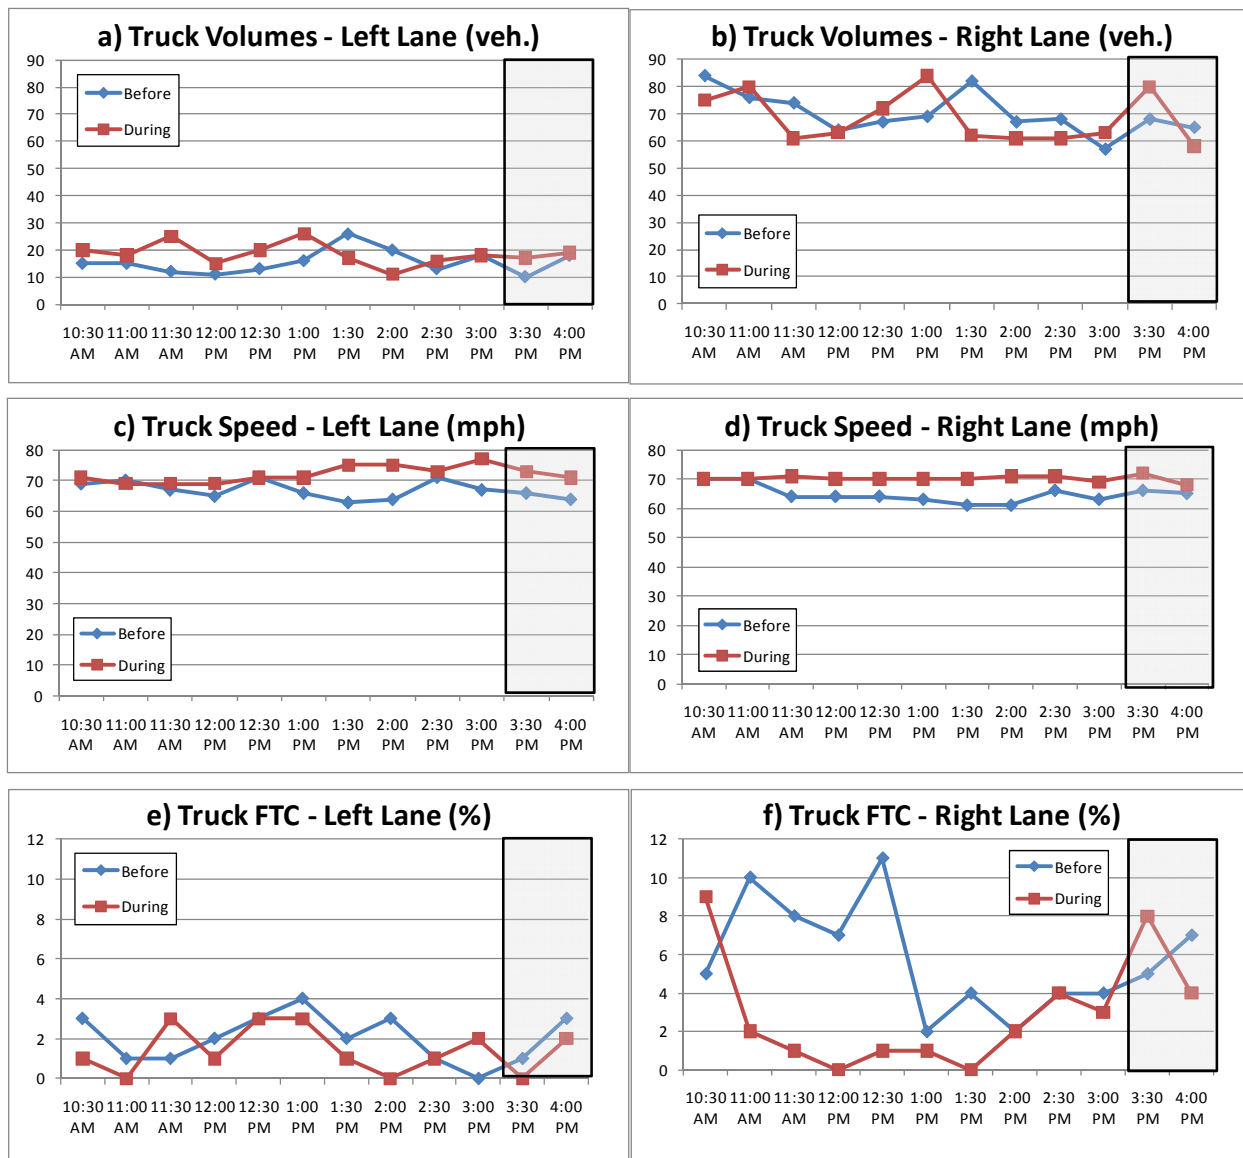 a) Truck Volumes - Left Lane (veh.)
90
80
70
60
50
40
30
20
10
0
Before
During
10:30 11:00 11:30 12:00 12:30 1:00 1:30 2:00 2:30 3:00 3:30 4:00
AM AM AM PM PM PM PM PM PM PM PM PM
b) Truck Volumes - Right Lane (veh.)
90
80
70
60
50
40
30
20
10
0
Before
During
10:30 11:00 11:30 12:00 12:30 1:00 1:30 2:00 2:30 3:00 3:30 4:00
AM AM AM PM PM PM PM PM PM PM PM PM
c) Truck Speed - Left Lane (mph)
80
70
60
50
40
30
20
10
0
Before
During
10:30 11:00 11:30 12:00 12:30 1:00 1:30 2:00 2:30 3:00 3:30 4:00
AM AM AM PM PM PM PM PM PM PM PM PM
d) Truck Speed - Right Lane (mph)
80
70
60
50
40
30
20
10
0
Before
During
10:30 11:00 11:30 12:00 12:30 1:00 1:30 2:00 2:30 3:00 3:30 4:00
AM AM AM PM PM PM PM PM PM PM PM PM
e) Truck FTC - Left Lane (%)
12
10
8
6
4
2
0
Before
During
10:30 11:00 11:30 12:00 12:30 1:00 1:30 2:00 2:30 3:00 3:30 4:00
AM AM AM PM PM PM PM PM PM PM PM PM
f) Truck FTC - Right Lane (%)
12
10
8
6
4
2
0
Before
During
10:30 11:00 11:30 12:00 12:30 1:00 1:30 2:00 2:30 3:00 3:30 4:00
AM AM AM PM PM PM PM PM PM PM PM PM